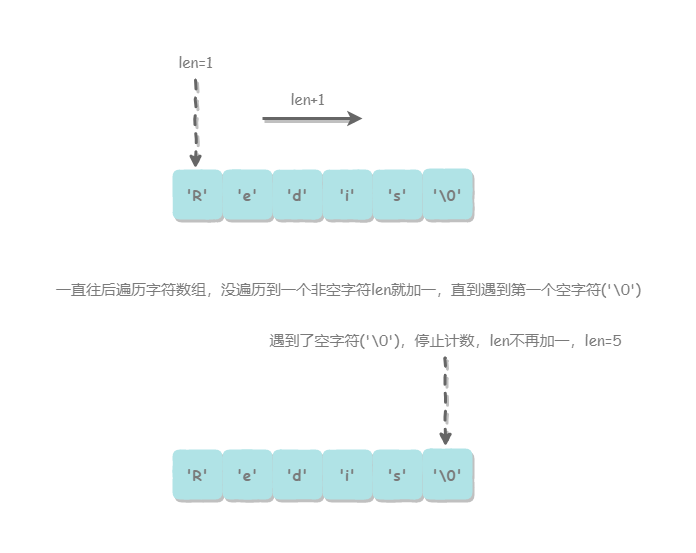 len=1
len+1
'R' 'e' 'd' 'i' 's' '\0'
一直往后遍历字符数组，没遍历到一个非空字符len就加一，直到遇到第一个空字符('\0')
遇到了空字符('\0')，停止计数，len不再加一，len=5
'R' 'e' 'd' 'i' 's' '\0'